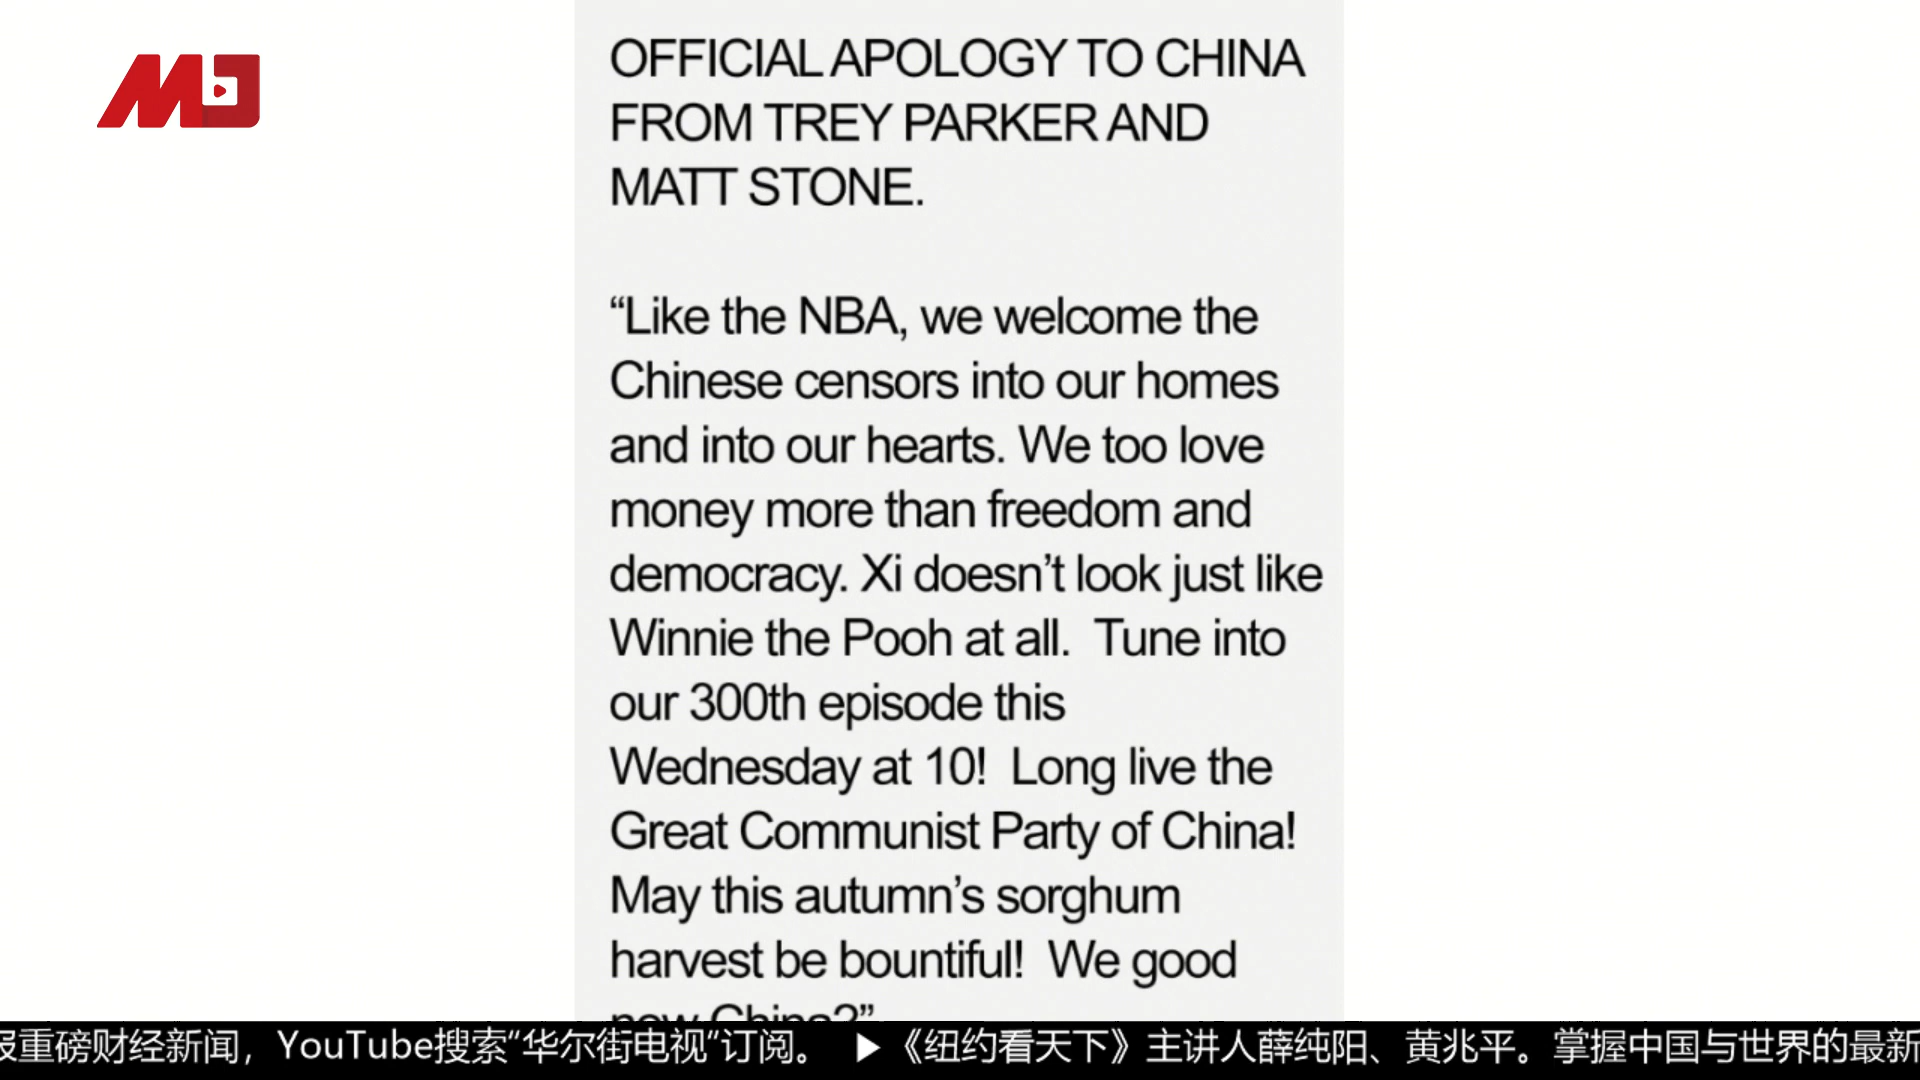 MJ
OFFICIAL APOLOGY TO CHINA
FROM TREY PARKER AND
MATT STONE.
“Like the NBA, we welcome the
Chinese censors into our homes
and into our hearts. We too love
money more than freedom and
democracy. Xi doesn’t look just like
Winnie the Pooh at all. Tune into
our 300th episode this
Wednesday at 10! Long live the
Great Communist Party of China!
May this autumn’s sorghum
harvest be bountiful! We good
now China?”
报重磅财经新闻，YouTube搜索“华尔街电视“订阅。 ▶《纽约看天下》主讲人薛纯阳、黄兆平。掌握中国与世界的最新